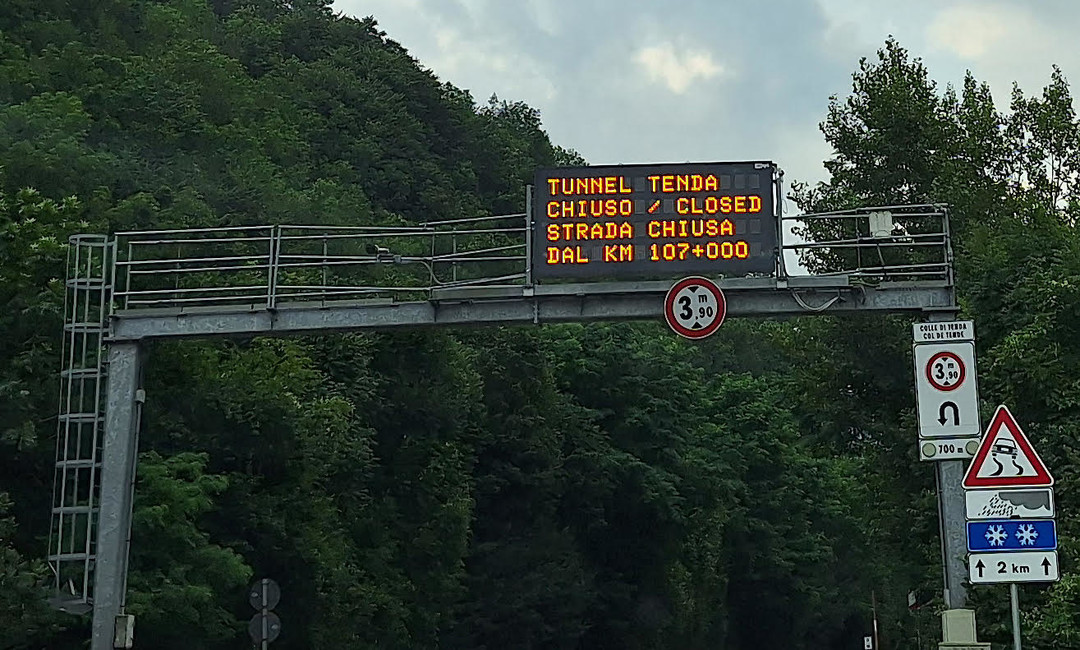 TUNNEL TENDA
CHIUSO / CLOSED
STRADA CHIUSA
DAL KM 107+000
3 m ,90
COLLE DI TENDA
COL DE TENDE
3 m ,90
700 m
2 km